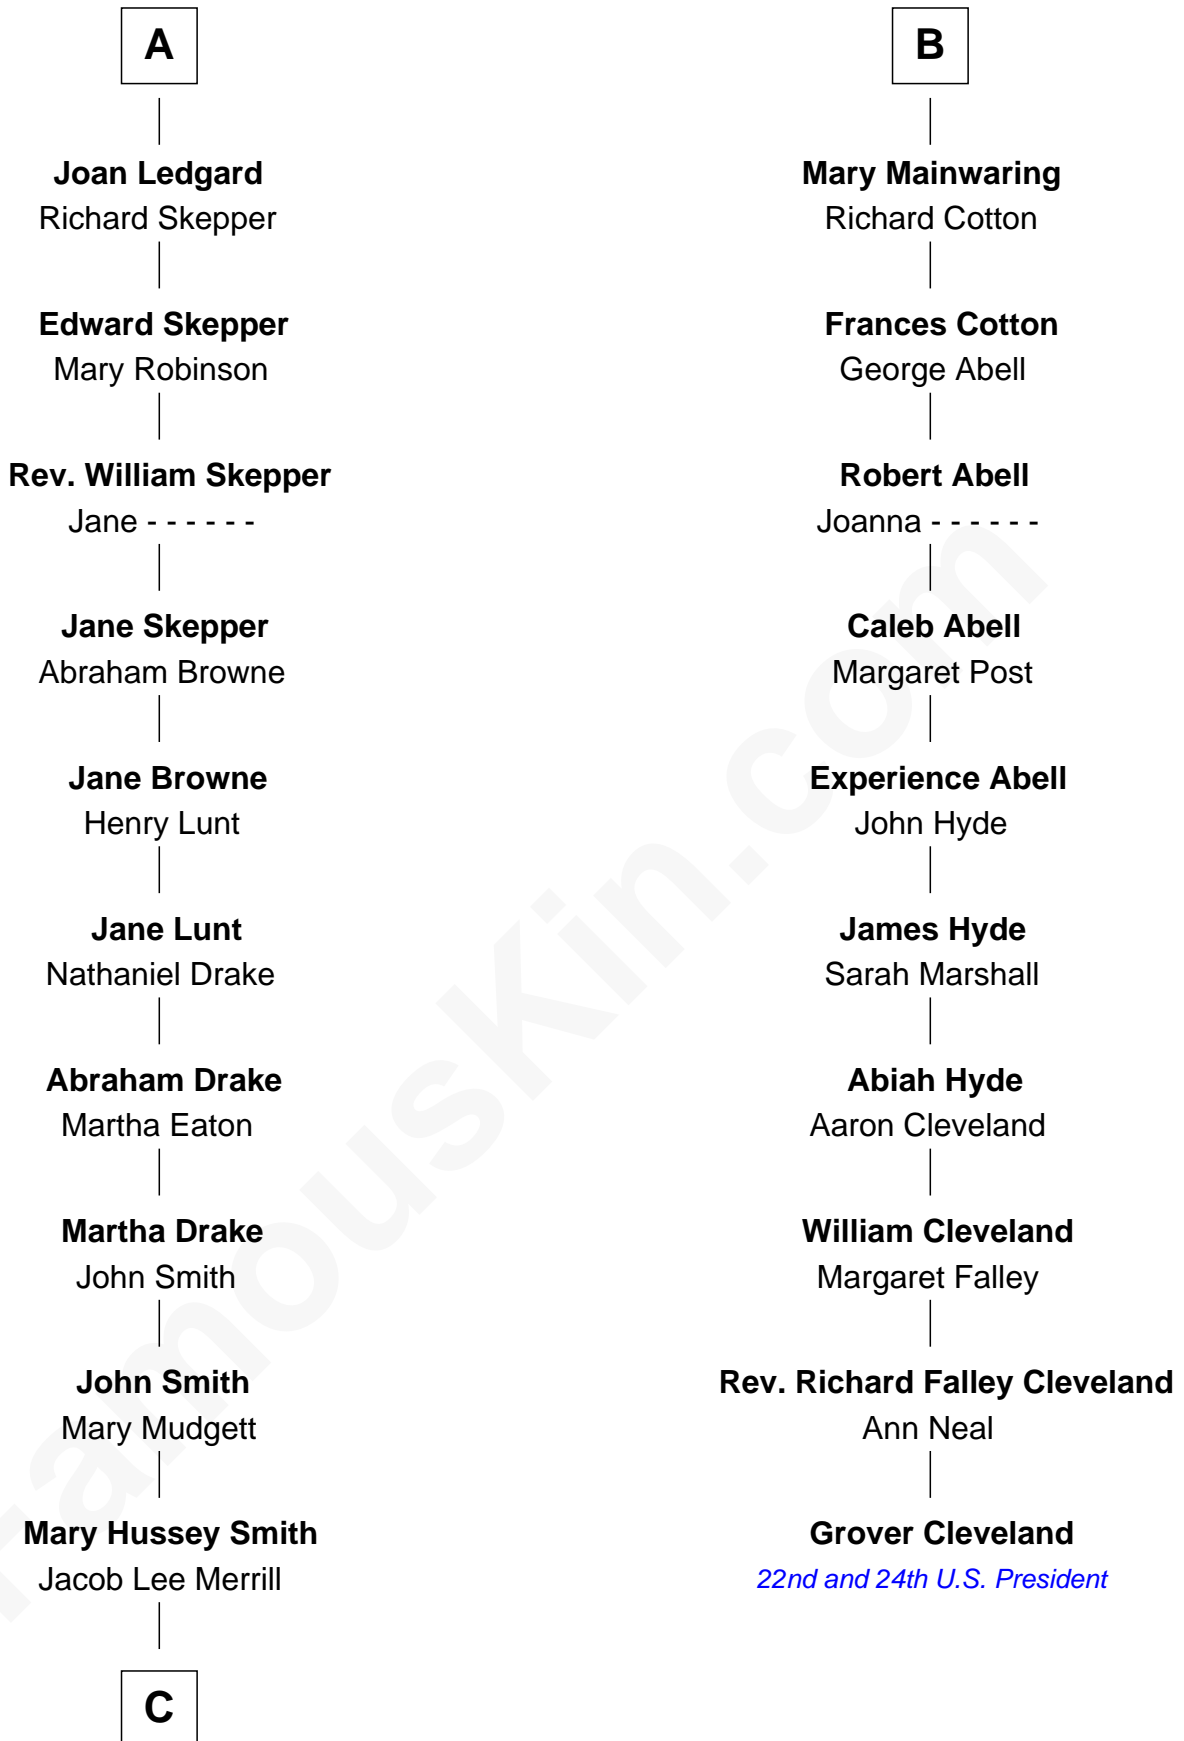 A
Joan Ledgard
Richard Skepper
Edward Skepper
Mary Robinson
Rev. William Skepper
Jane - - - - - -
Jane Skepper
Abraham Browne
Jane Browne
Henry Lunt
Jane Lunt
Nathaniel Drake
Abraham Drake
Martha Eaton
Martha Drake
John Smith
John Smith
Mary Mudgett
Mary Hussey Smith
Jacob Lee Merrill
C
B
Mary Mainwaring
Richard Cotton
Frances Cotton
George Abell
Robert Abell
Joanna - - - - - -
Caleb Abell
Margaret Post
Experience Abell
John Hyde
James Hyde
Sarah Marshall
Abiah Hyde
Aaron Cleveland
William Cleveland
Margaret Falley
Rev. Richard Falley Cleveland
Ann Neal
Grover Cleveland
22nd and 24th U.S. President
FamousKin.com